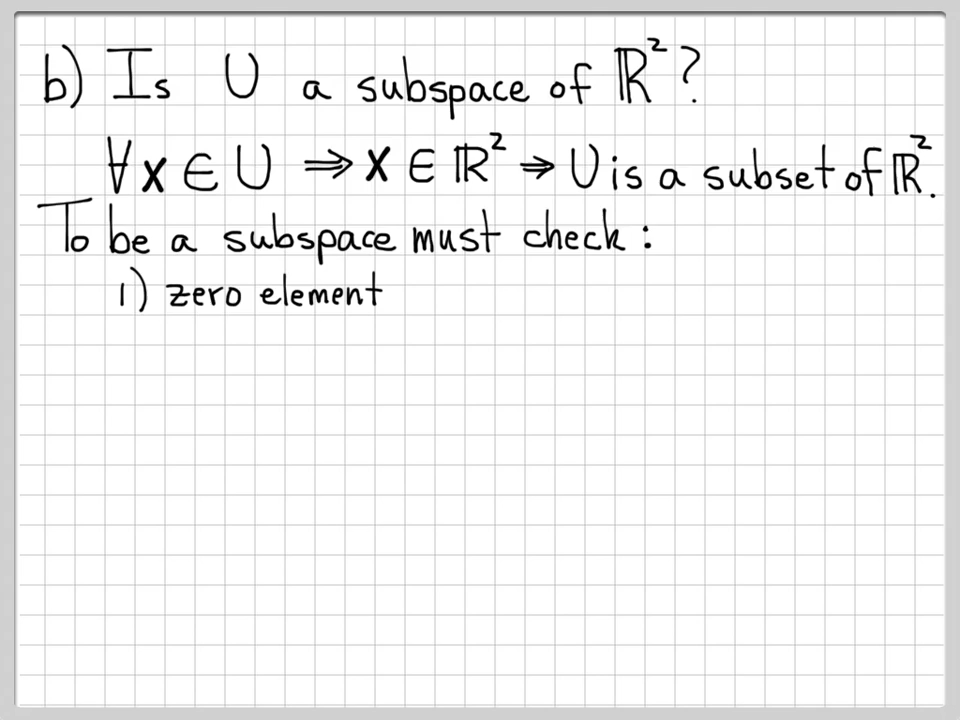 b) Is U a subspace of ℝ²?
∀x ∈ U ⇒ x ∈ ℝ² ⇒ U is a subset of ℝ².
To be a subspace must check:
1) zero element